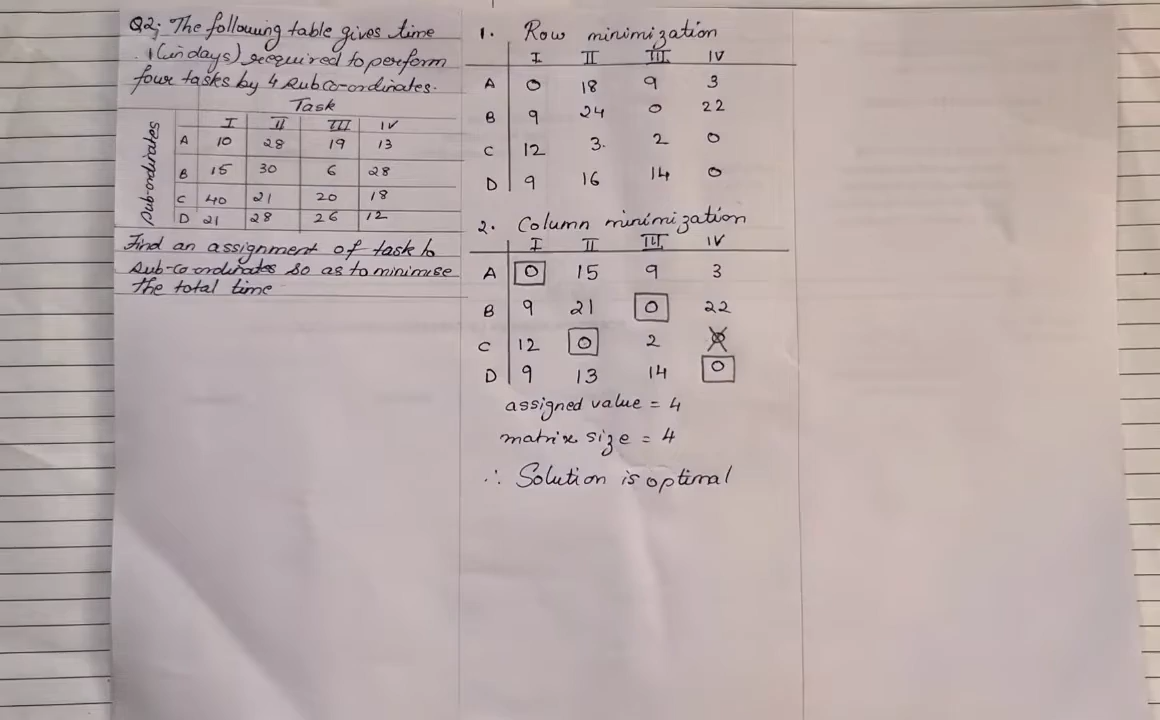 Q2; The following table gives time
(in days) required to perform
four tasks by 4 subco-ordinates.
Task
Sub-ordinates
I II III IV
A 10 28 19 13
B 15 30 6 28
C 40 21 20 18
D 21 28 26 12
Find an assignment of task to
sub-co ordinates so as to minimise
the total time
1. Row minimization
I II III IV
A 0 18 9 3
B 9 24 0 22
C 12 3. 2 0
D 9 16 14 0
2. Column minimization
I II III IV
A 0 15 9 3
B 9 21 0 22
C 12 0 2 0
D 9 13 14 0
assigned value = 4
matrix size = 4
∴ Solution is optimal